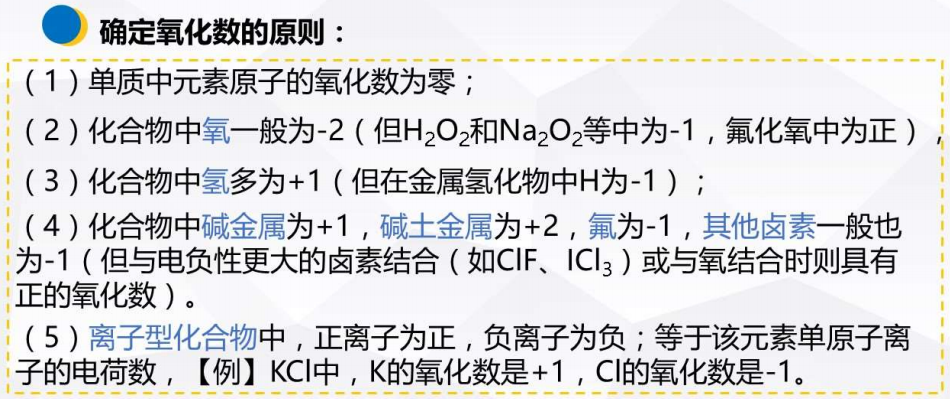 确定氧化数的原则：
（1）单质中元素原子的氧化数为零；
（2）化合物中氧一般为-2（但H₂O₂和Na₂O₂等中为-1，氟化氧中为正），
（3）化合物中氢多为+1（但在金属氢化物中H为-1）；
（4）化合物中碱金属为+1，碱土金属为+2，氟为-1，其他卤素一般也
为-1（但与电负性更大的卤素结合（如ClF、ICl₃）或与氧结合时则具有
正的氧化数）。
（5）离子型化合物中，正离子为正，负离子为负；等于该元素单原子离
子的电荷数，【例】KCl中，K的氧化数是+1，Cl的氧化数是-1。